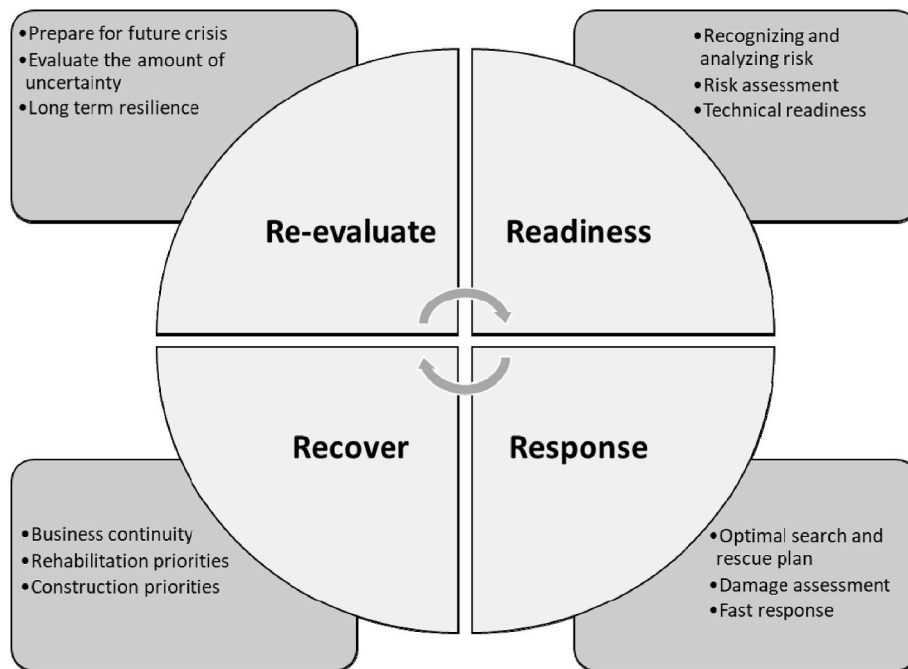 •Prepare for future crisis
•Evaluate the amount of
uncertainty
•Long term resilience
•Recognizing and
analyzing risk
•Risk assessment
•Technical readiness
Re-evaluate
Readiness
Recover
Response
•Business continuity
•Rehabilitation priorities
•Construction priorities
•Optimal search and
rescue plan
•Damage assessment
•Fast response